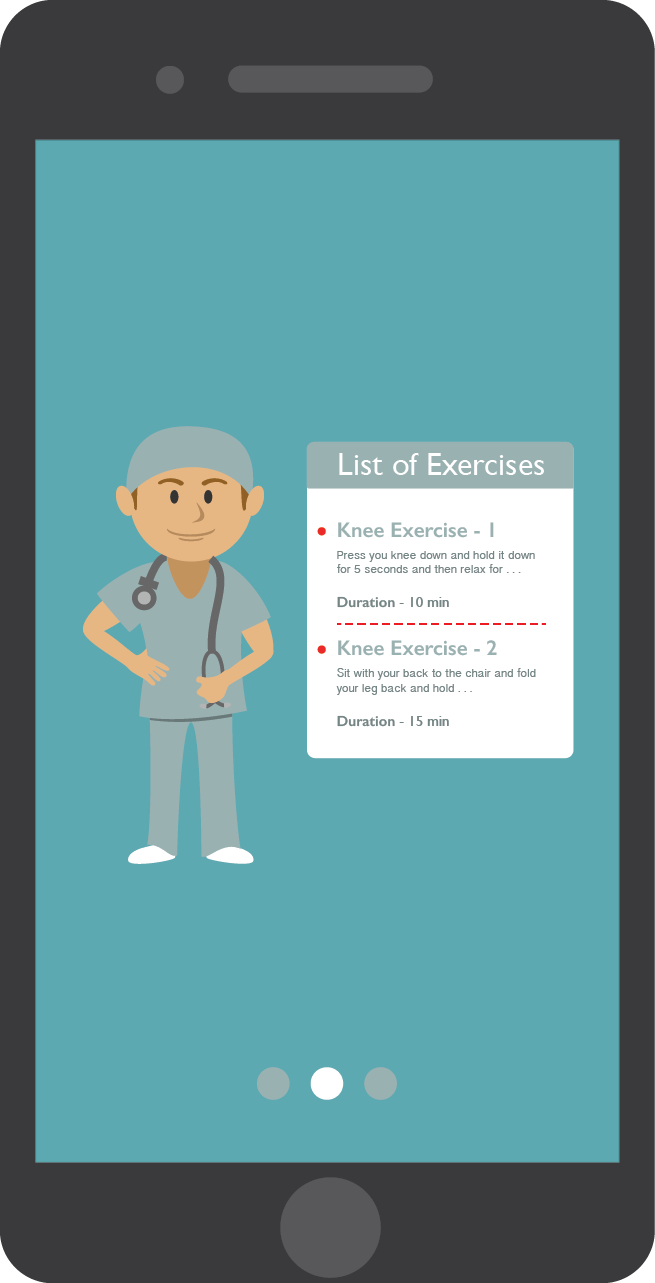 List of Exercises
Knee Exercise - 1
Press you knee down and hold it down
for 5 seconds and then relax for . . .
Duration - 10 min
Knee Exercise - 2
Sit with your back to the chair and fold
your leg back and hold . . .
Duration - 15 min